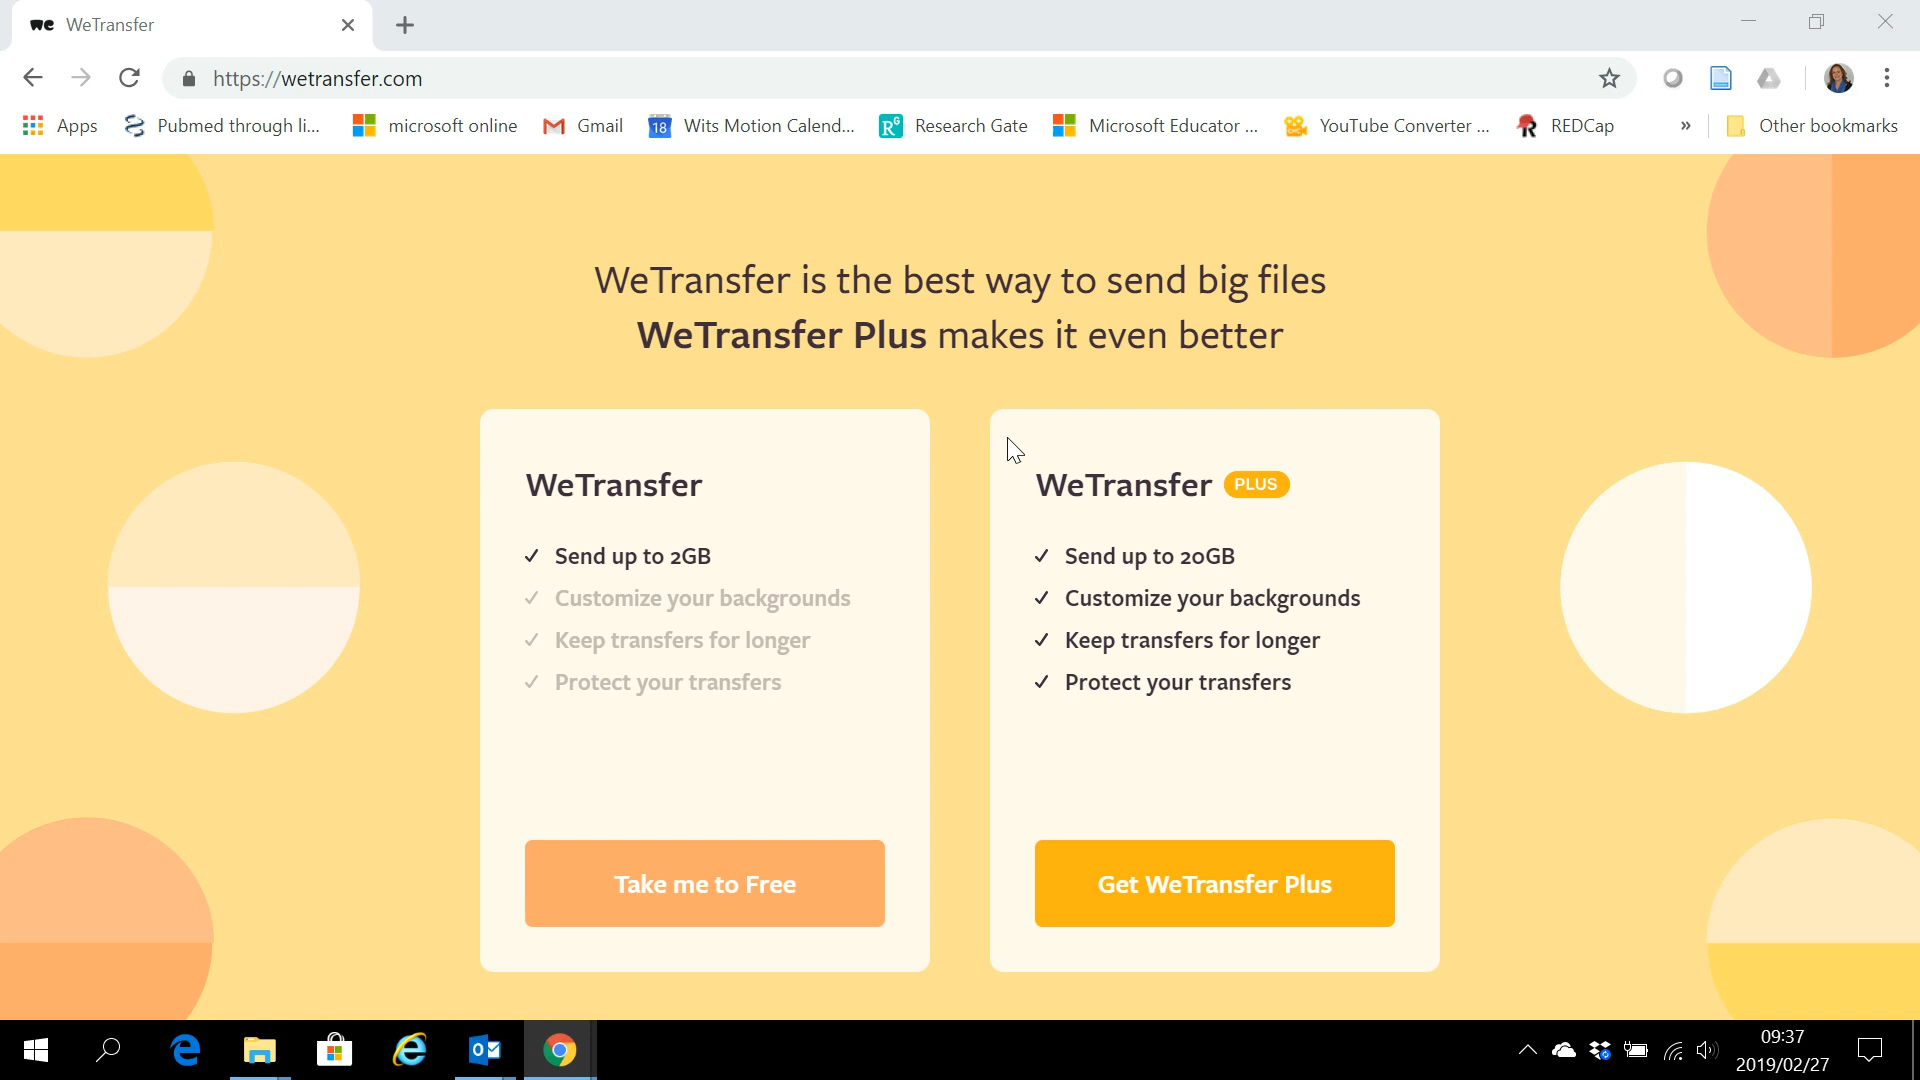 WeTransfer
https://wetransfer.com
Apps
Pubmed through li...
microsoft online
Gmail
18
Wits Motion Calend...
Research Gate
Microsoft Educator ...
YouTube Converter ...
REDCap
»
Other bookmarks
WeTransfer is the best way to send big files
WeTransfer Plus makes it even better
WeTransfer
Send up to 2GB
Customize your backgrounds
Keep transfers for longer
Protect your transfers
Take me to Free
WeTransfer PLUS
Send up to 20GB
Customize your backgrounds
Keep transfers for longer
Protect your transfers
Get WeTransfer Plus
09:37
2019/02/27